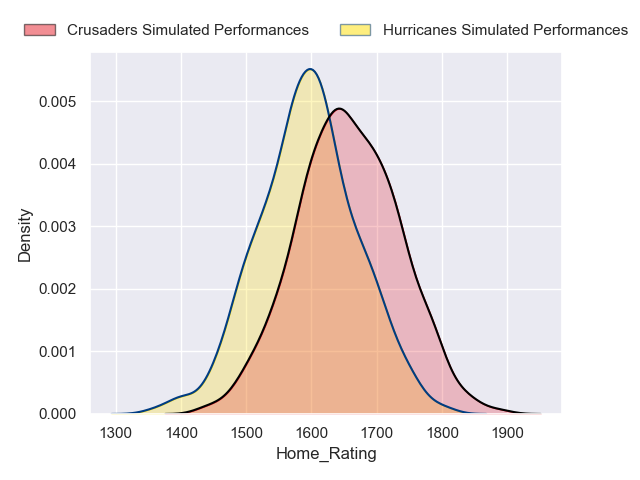 Crusaders Simulated Performances Hurricanes Simulated Performances
0.005
0.004
0.003
0.002
0.001
0.000
Density
1300 1400 1500 1600 1700 1800 1900
Home_Rating